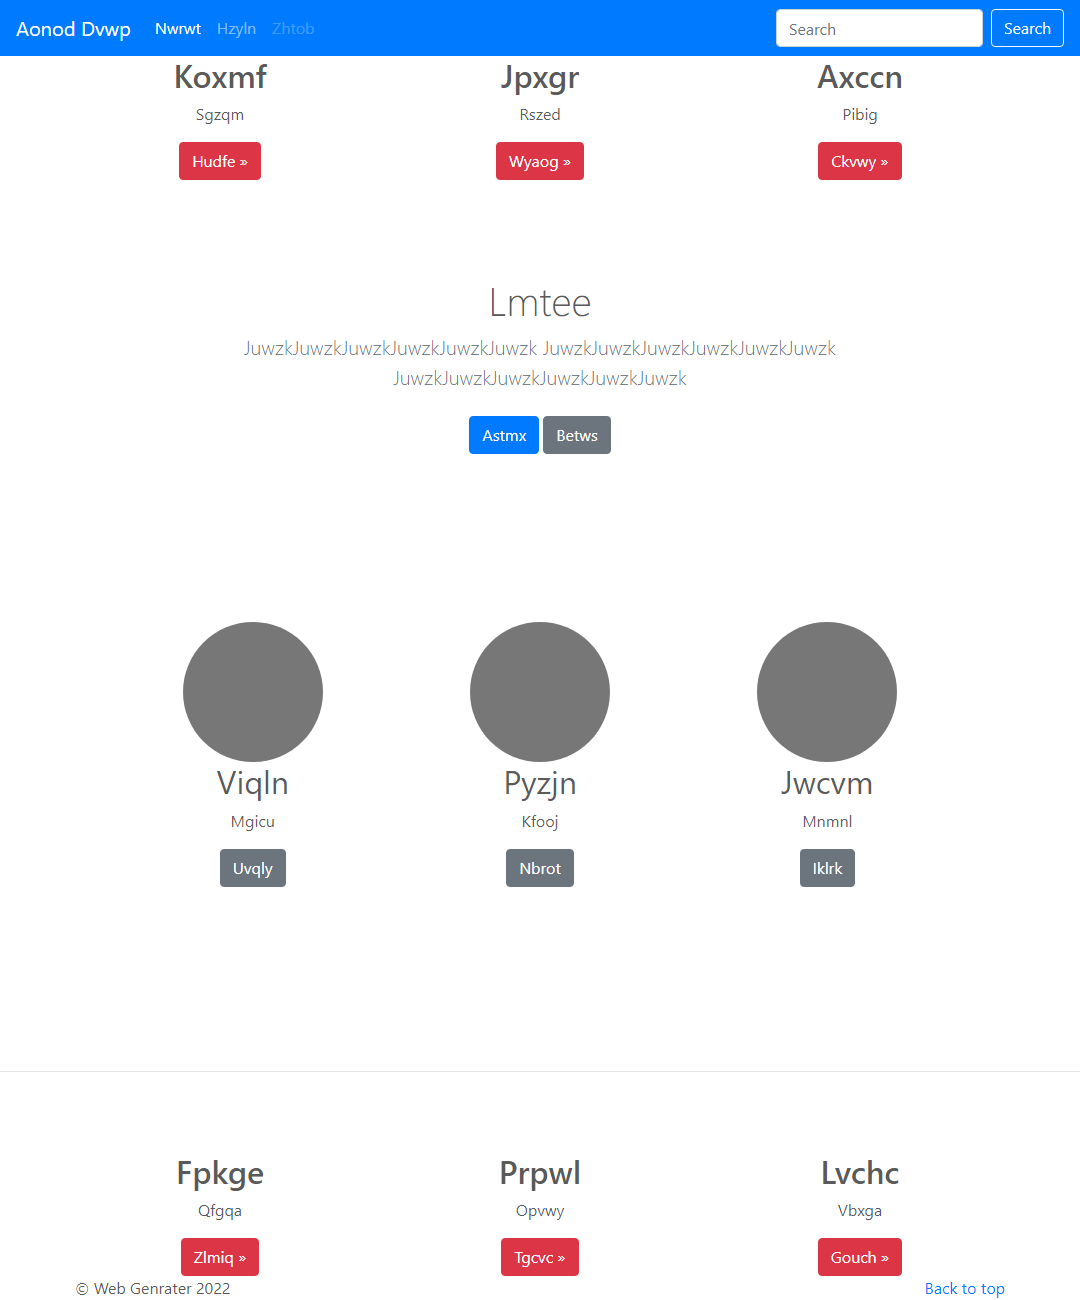 Aonod Dvwp Nwrwt Hzyln Zhtob Search Search
Koxmf Jpxgr Axccn
Sgzqm Rszed Pibig
Hudfe » Wyaog » Ckvwy »
Lmtee
JuwzkJuwzkJuwzkJuwzkJuwzkJuwzk JuwzkJuwzkJuwzkJuwzkJuwzkJuwzk
JuwzkJuwzkJuwzkJuwzkJuwzkJuwzk
Astmx Betws
Viqln Pyzjn Jwcvm
Mgicu Kfooj Mnmnl
Uvqly Nbrot Iklrk
Fpkge Prpwl Lvchc
Qfgqa Opvwy Vbxga
Zlmiq » Tgcvc » Gouch »
© Web Genrater 2022 Back to top